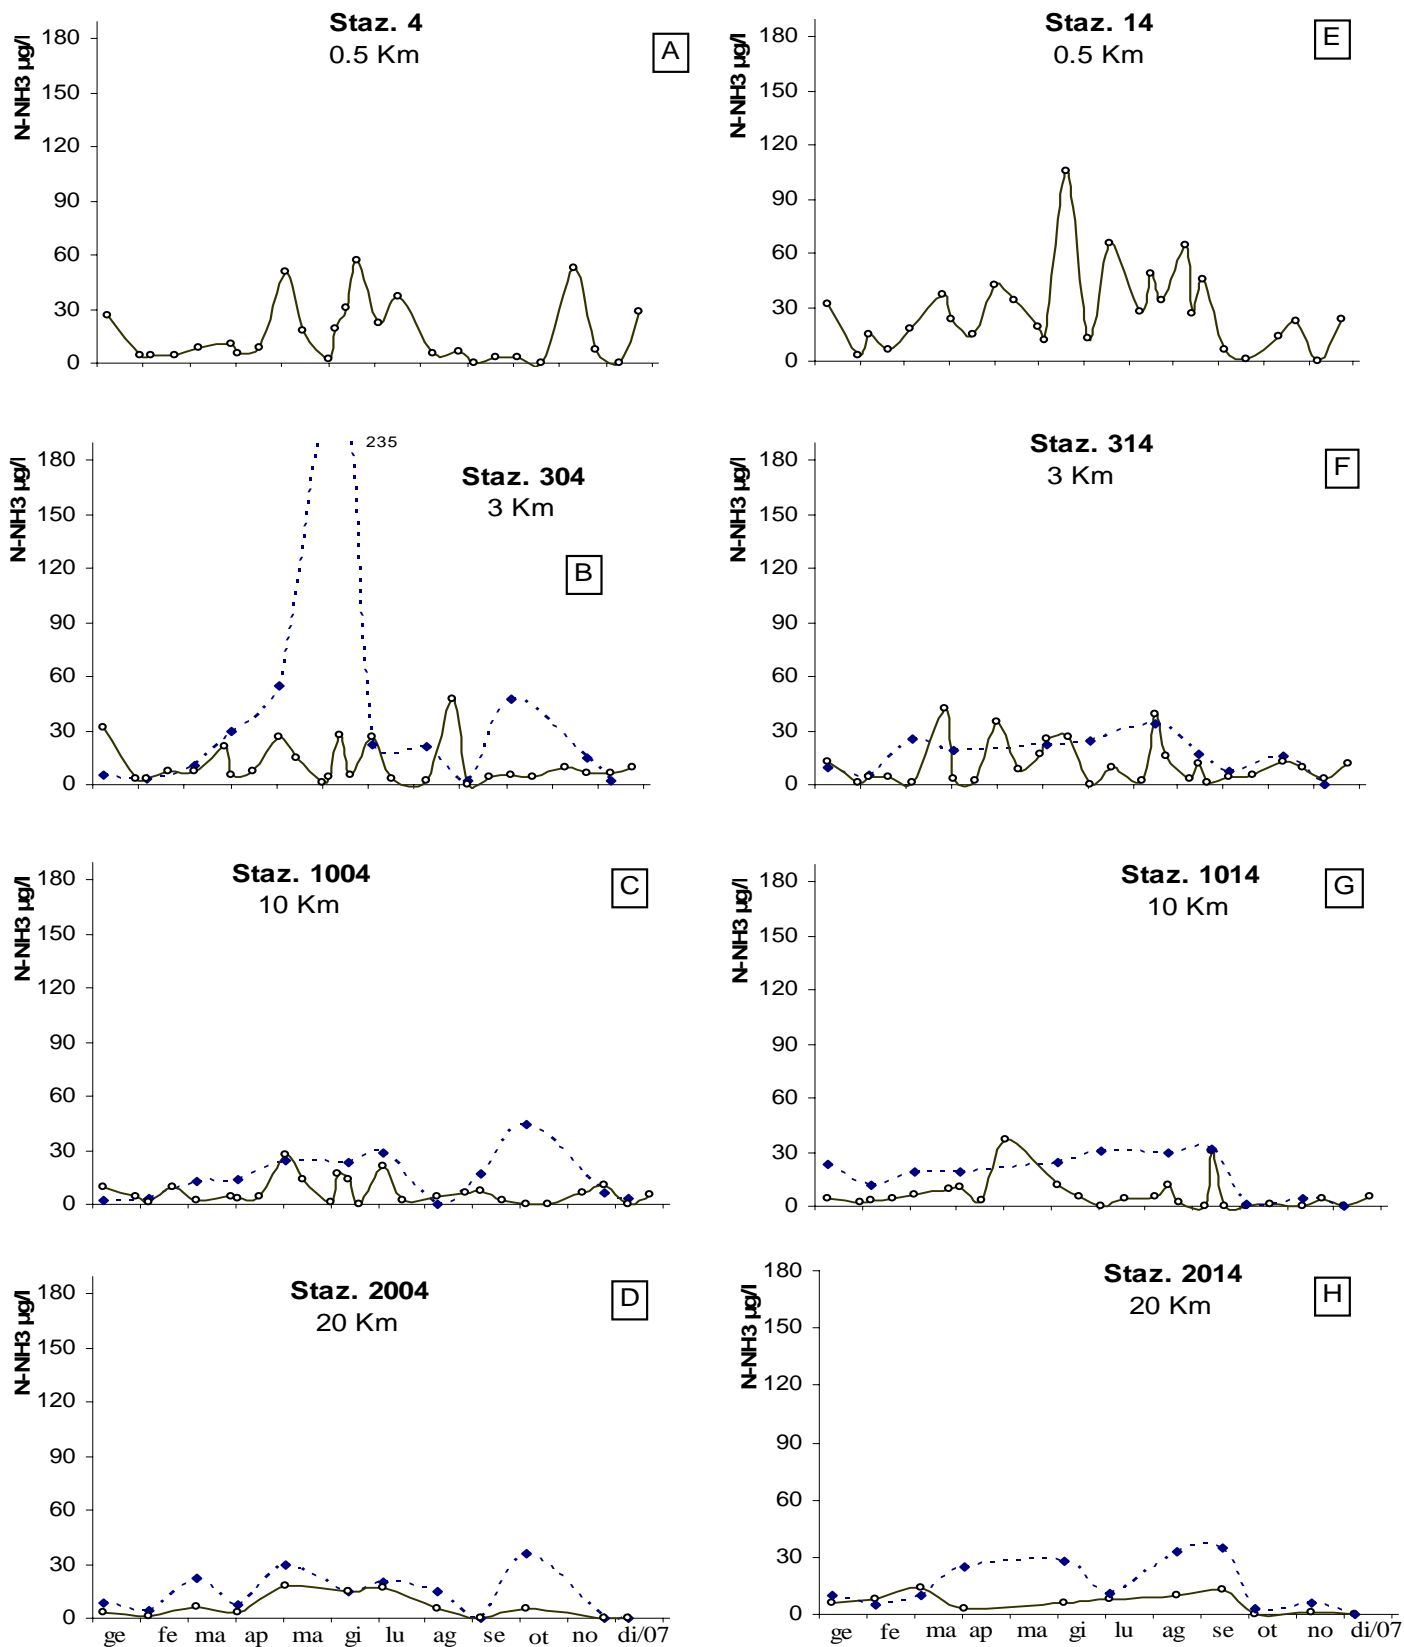 Staz. 4
0.5 Km
A
N-NH3 µg/l
180
150
120
90
60
30
0
Staz. 14
0.5 Km
E
N-NH3 µg/l
180
150
120
90
60
30
0
235
Staz. 304
3 Km
B
N-NH3 µg/l
180
150
120
90
60
30
0
Staz. 314
3 Km
F
N-NH3 µg/l
180
150
120
90
60
30
0
Staz. 1004
10 Km
C
N-NH3 µg/l
180
150
120
90
60
30
0
Staz. 1014
10 Km
G
N-NH3 µg/l
180
150
120
90
60
30
0
Staz. 2004
20 Km
D
N-NH3 µg/l
180
150
120
90
60
30
0
ge fe ma ap ma gi lu ag se ot no di/07
Staz. 2014
20 Km
H
N-NH3 µg/l
180
150
120
90
60
30
0
ge fe ma ap ma gi lu ag se ot no di/07